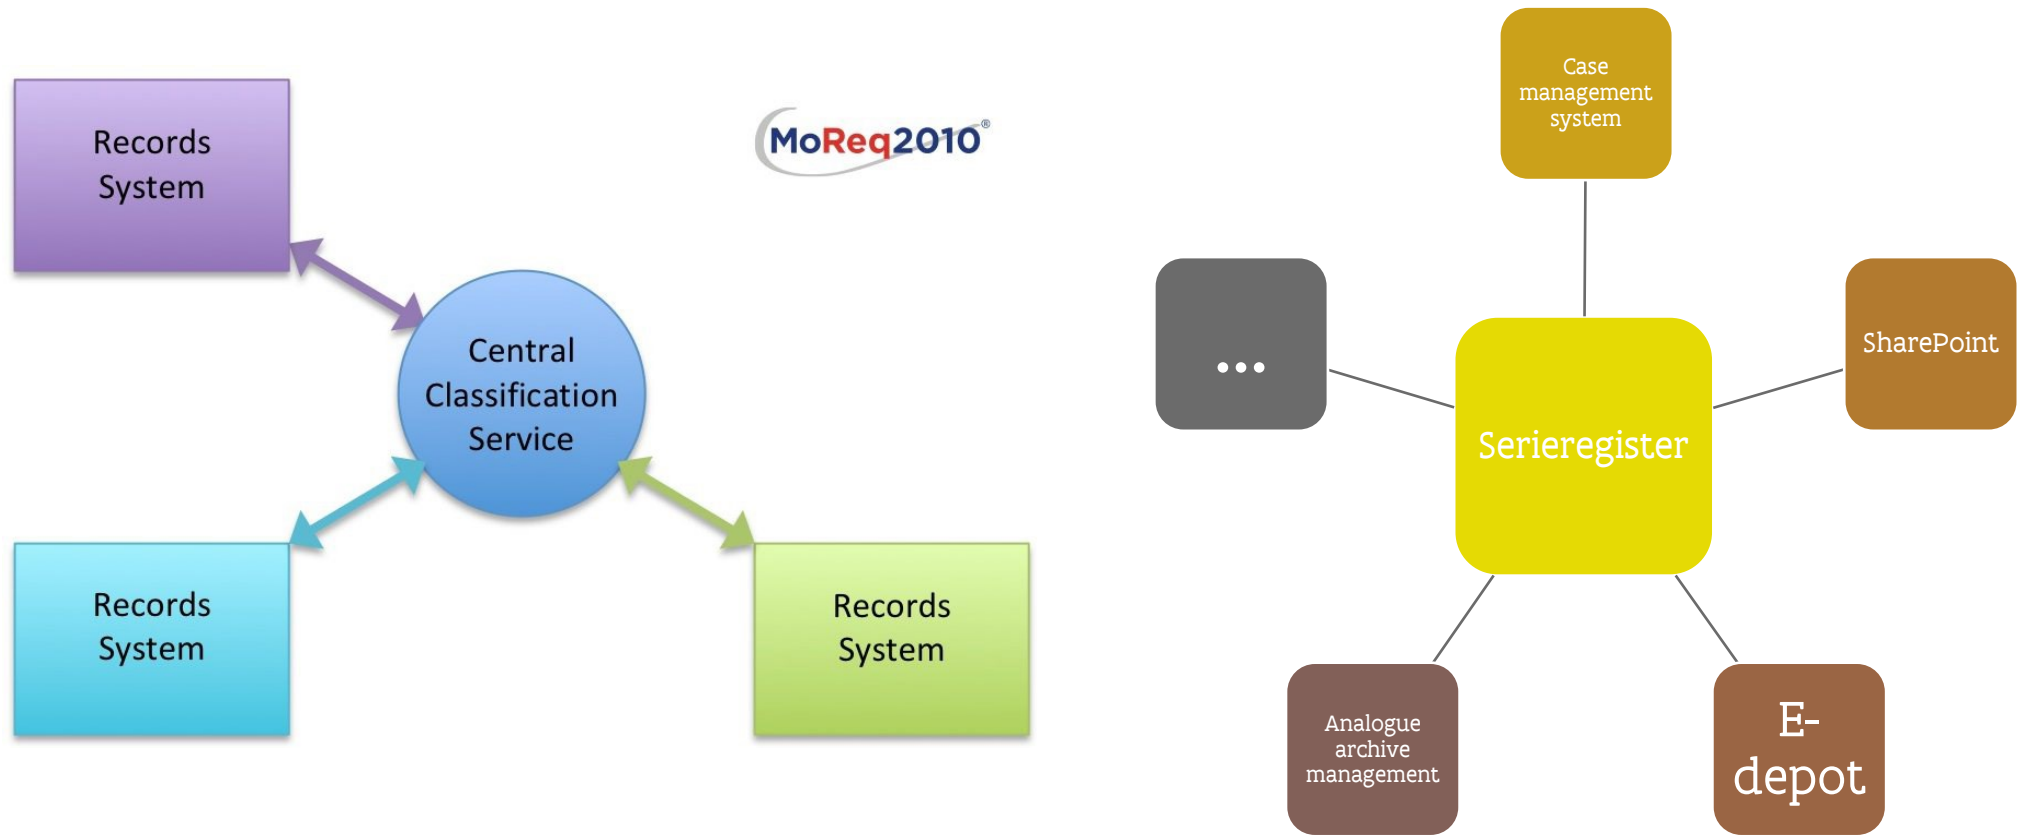 Records
System
MoReq2010®
Central
Classification
Service
Records
System
Records
System
Case
management
system
...
SharePoint
Serieregister
Analogue
archive
management
E-
depot